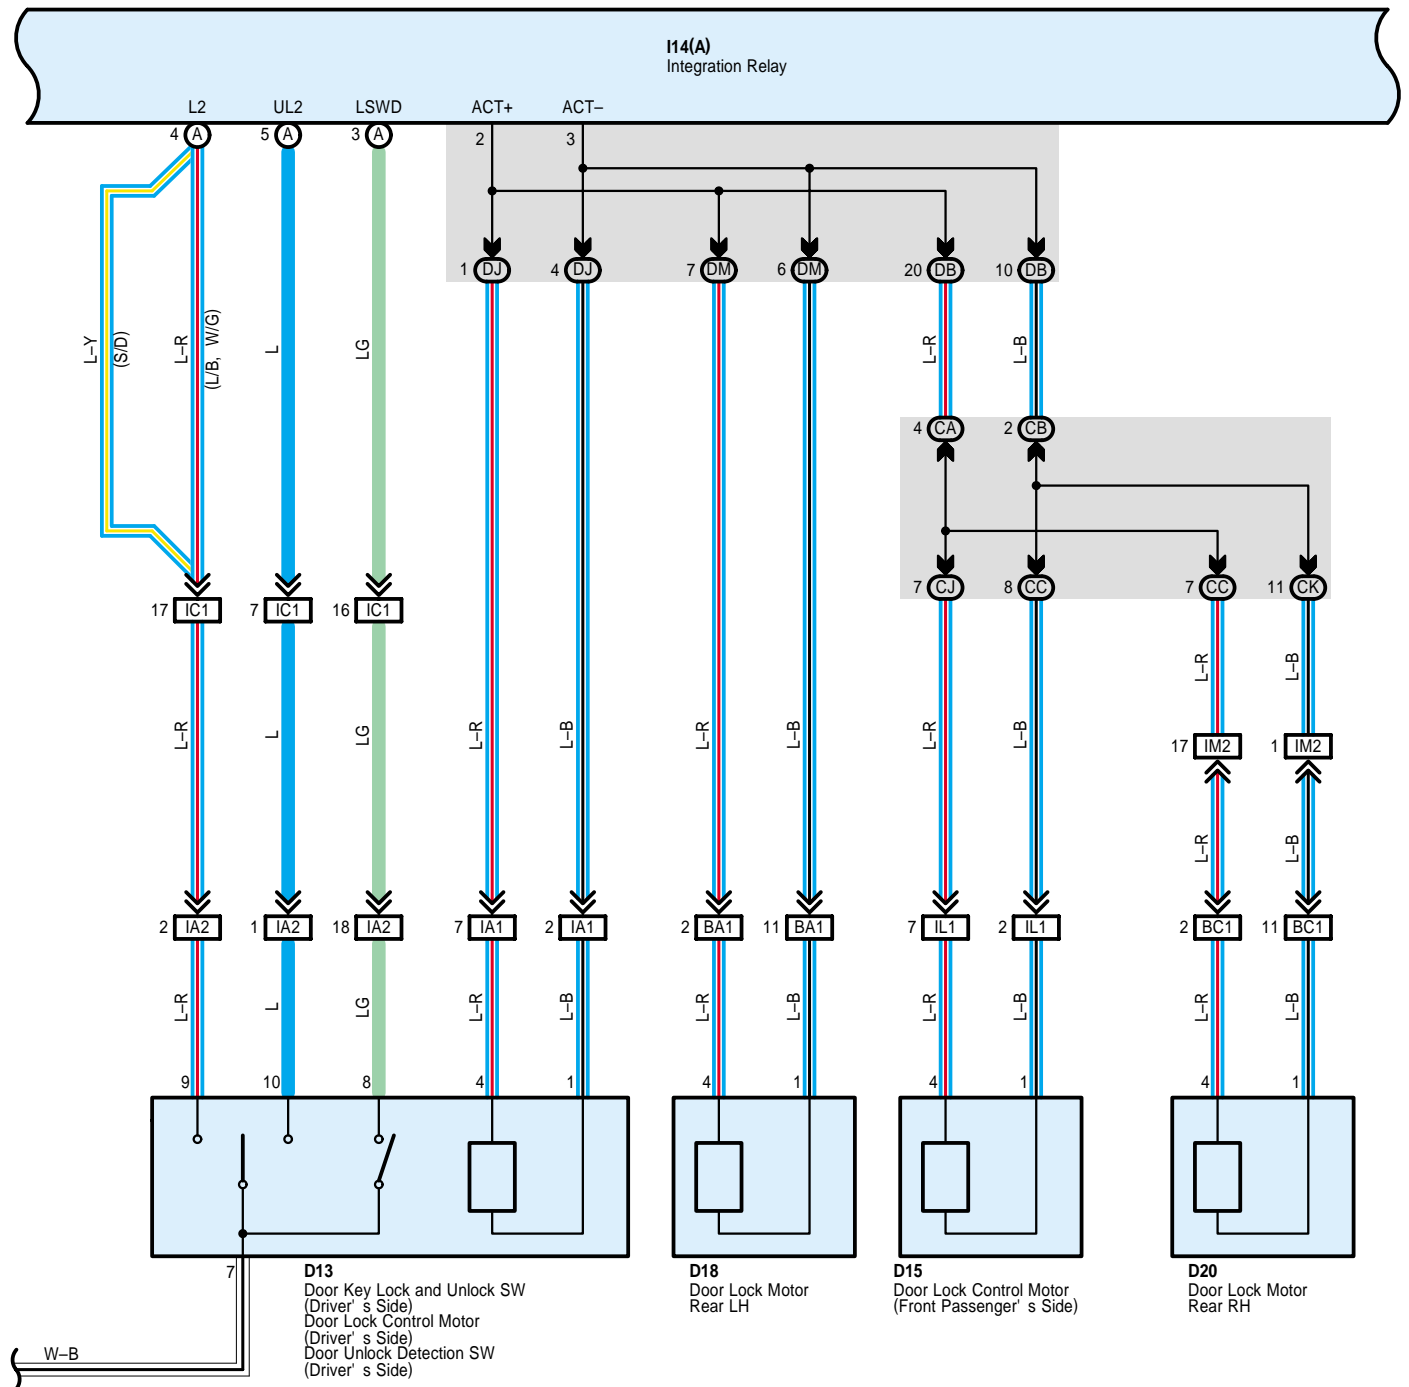 I14(A)
Integration Relay
L2 UL2 LSWD ACT+ ACT–
4 A 5 A 3 A 2 3
1 DJ 4 DJ 7 DM 6 DM 20 DB 10 DB
L–Y
(S/D)
L–R
(L/B, W/G)
L
LG
L–R
L–B
4 CA 2 CB
7 CJ 8 CC 7 CC 11 CK
17 IC1 7 IC1 16 IC1
L–R
L–B
L–R
L
LG
L–R
L–B
L–R
L–B
L–R
L–B
17 IM2 1 IM2
L–R
L–B
2 IA2 1 IA2 18 IA2 7 IA1 2 IA1 2 BA1 11 BA1 7 IL1 2 IL1 2 BC1 11 BC1
L–R
L
LG
L–R
L–B
L–R
L–B
L–R
L–B
L–R
L–B
9 10 8 4 1 4 1 4 1 4 1
7
D13
Door Key Lock and Unlock SW
(Driver' s Side)
Door Lock Control Motor
(Driver' s Side)
Door Unlock Detection SW
(Driver' s Side)
D18
Door Lock Motor
Rear LH
D15
Door Lock Control Motor
(Front Passenger' s Side)
D20
Door Lock Motor
Rear RH
W–B